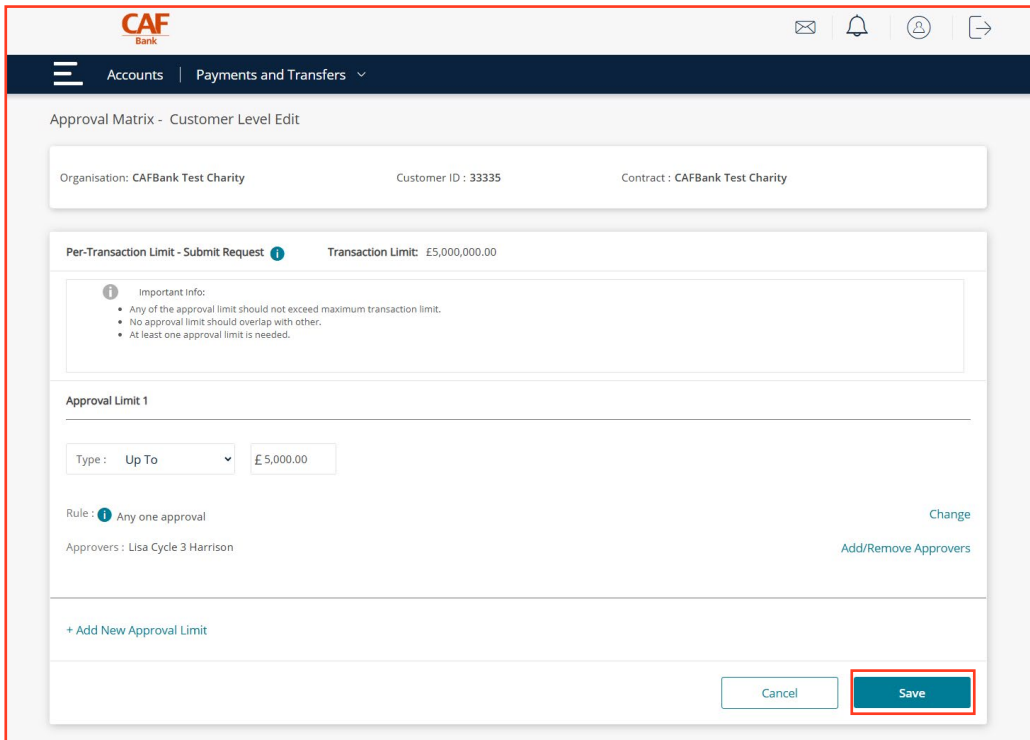 CAF
Bank
Accounts | Payments and Transfers
Approval Matrix - Customer Level Edit
Organisation: CAFBank Test Charity Customer ID : 33335 Contract : CAFBank Test Charity
Per-Transaction Limit - Submit Request i Transaction Limit: £5,000,000.00
i Important Info:
• Any of the approval limit should not exceed maximum transaction limit.
• No approval limit should overlap with other.
• At least one approval limit is needed.
Approval Limit 1
Type : Up To £ 5,000.00
Rule : i Any one approval Change
Approvers : Lisa Cycle 3 Harrison Add/Remove Approvers
+ Add New Approval Limit
Cancel Save